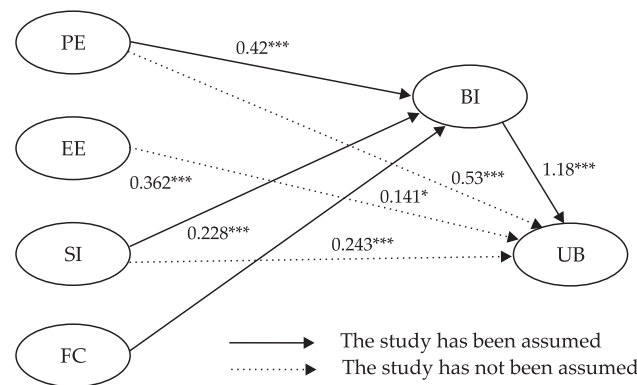 PE
0.42***
BI
EE
0.362***
0.53***
1.18***
0.141*
SI
0.228***
0.243***
UB
FC
The study has been assumed
The study has not been assumed